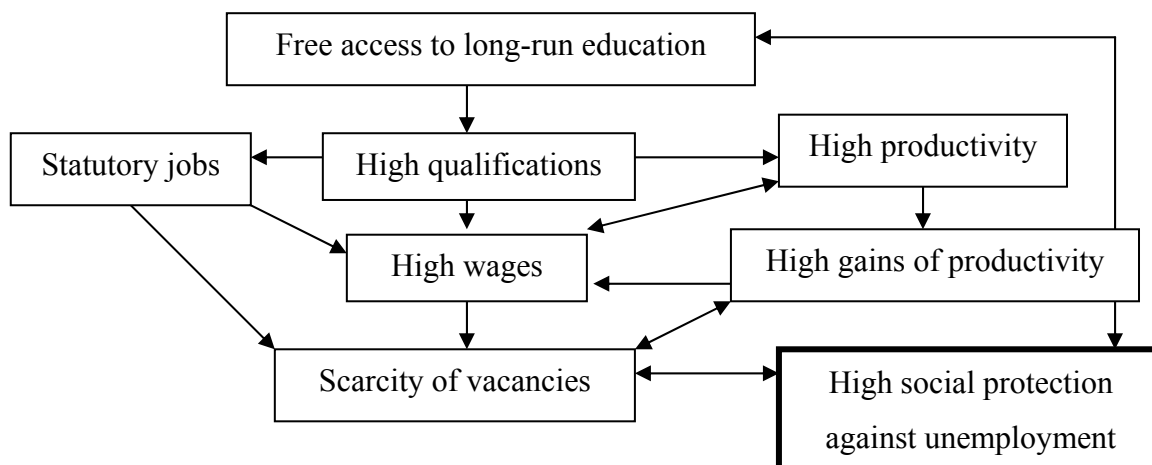 Free access to long-run education
Statutory jobs
High qualifications
High productivity
High wages
High gains of productivity
Scarcity of vacancies
High social protection
against unemployment